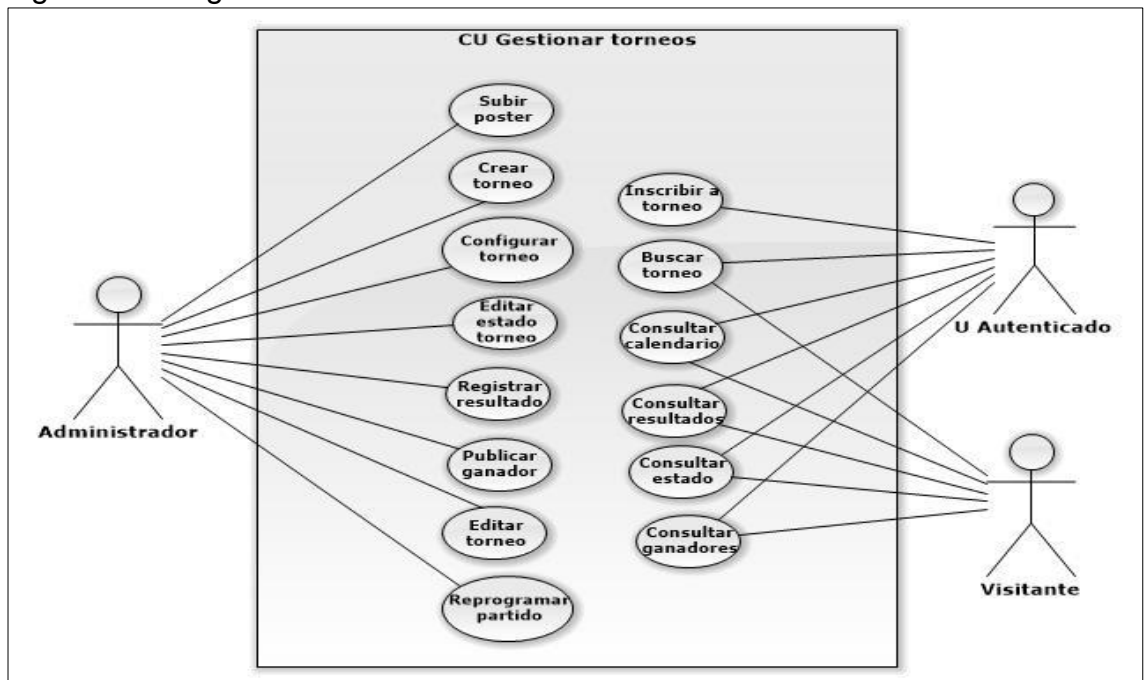 CU Gestionar torneos
Subir
poster
Crear
torneo
Configurar
torneo
Editar
estado
torneo
Registrar
resultado
Publicar
ganador
Editar
torneo
Reprogramar
partido
Inscribir a
torneo
Buscar
torneo
Consultar
calendario
Consultar
resultados
Consultar
estado
Consultar
ganadores
Administrador
U Autenticado
Visitante